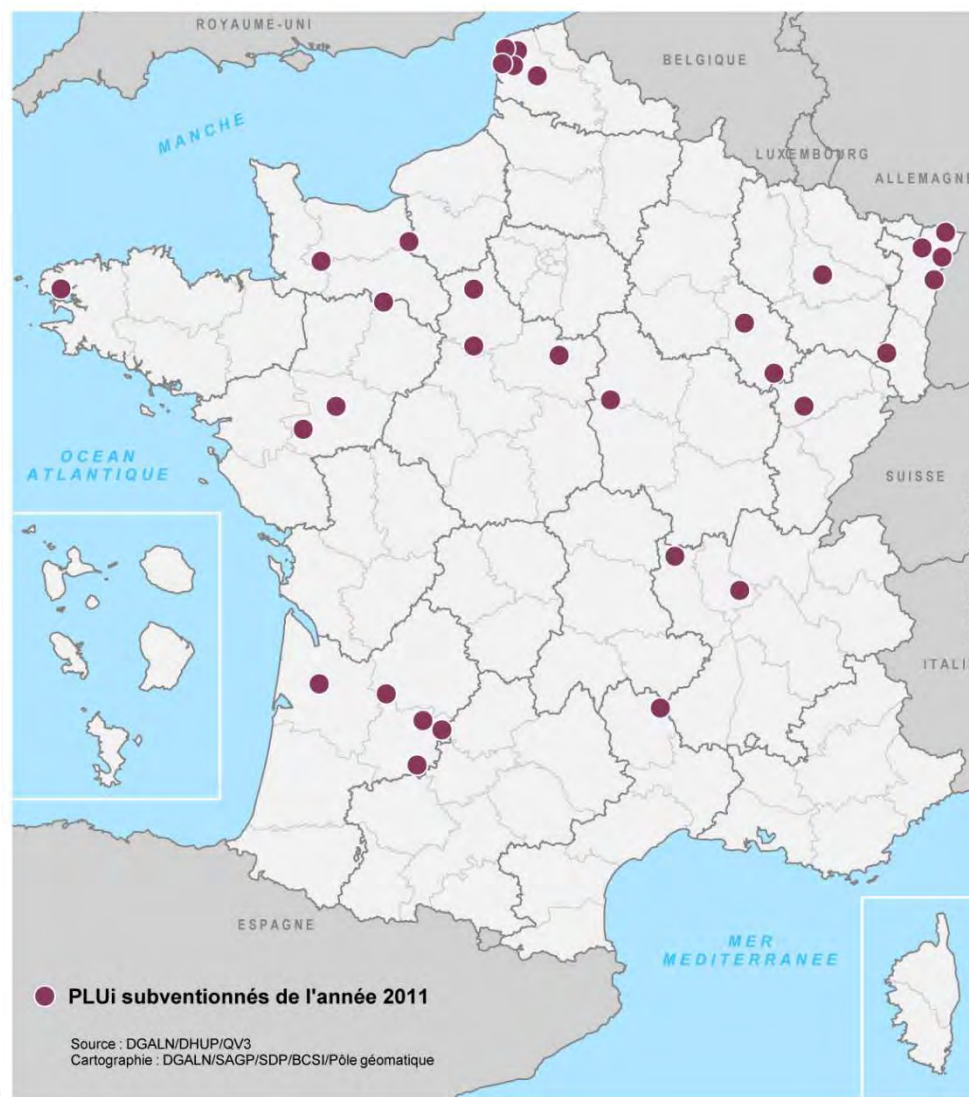 ROYAUME-UNI
BELGIQUE
MANCHE
LUXEMBOURG
ALLEMAGNE
OCEAN
ATLANTIQUE
SUISSE
ITALI
ESPAGNE
MER
MEDITERRANEE
PLUi subventionnés de l'année 2011
Source : DGALN/DHUP/QV3
Cartographie : DGALN/SAGP/SDP/BCSI/Pôle géomatique